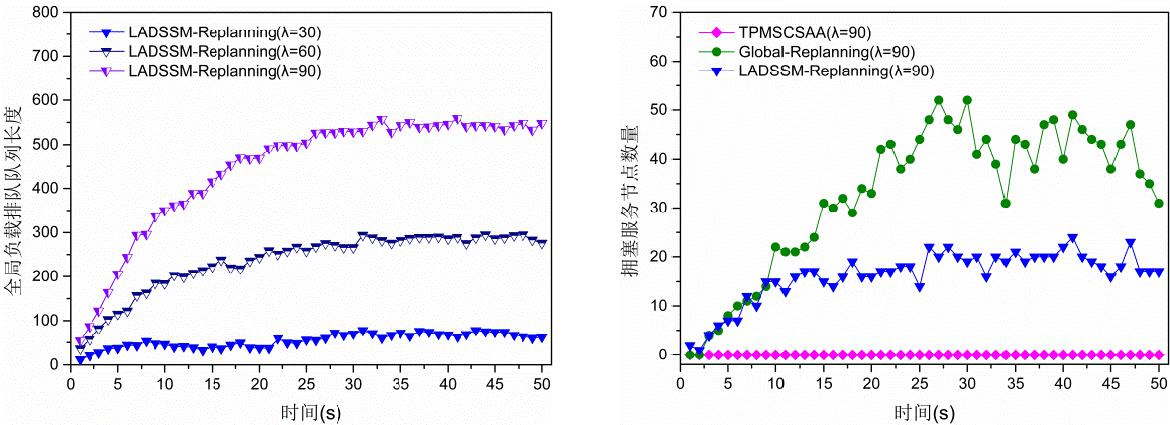 800
700
600
500
400
300
200
100
0
全局负载排队队列长度
LADSSM-Replanning(λ=30)
LADSSM-Replanning(λ=60)
LADSSM-Replanning(λ=90)
0 5 10 15 20 25 30 35 40 45 50
时间(s)
70
60
50
40
30
20
10
0
拥塞服务节点数量
TPMSCSAA(λ=90)
Global-Replanning(λ=90)
LADSSM-Replanning(λ=90)
0 5 10 15 20 25 30 35 40 45 50
时间(s)